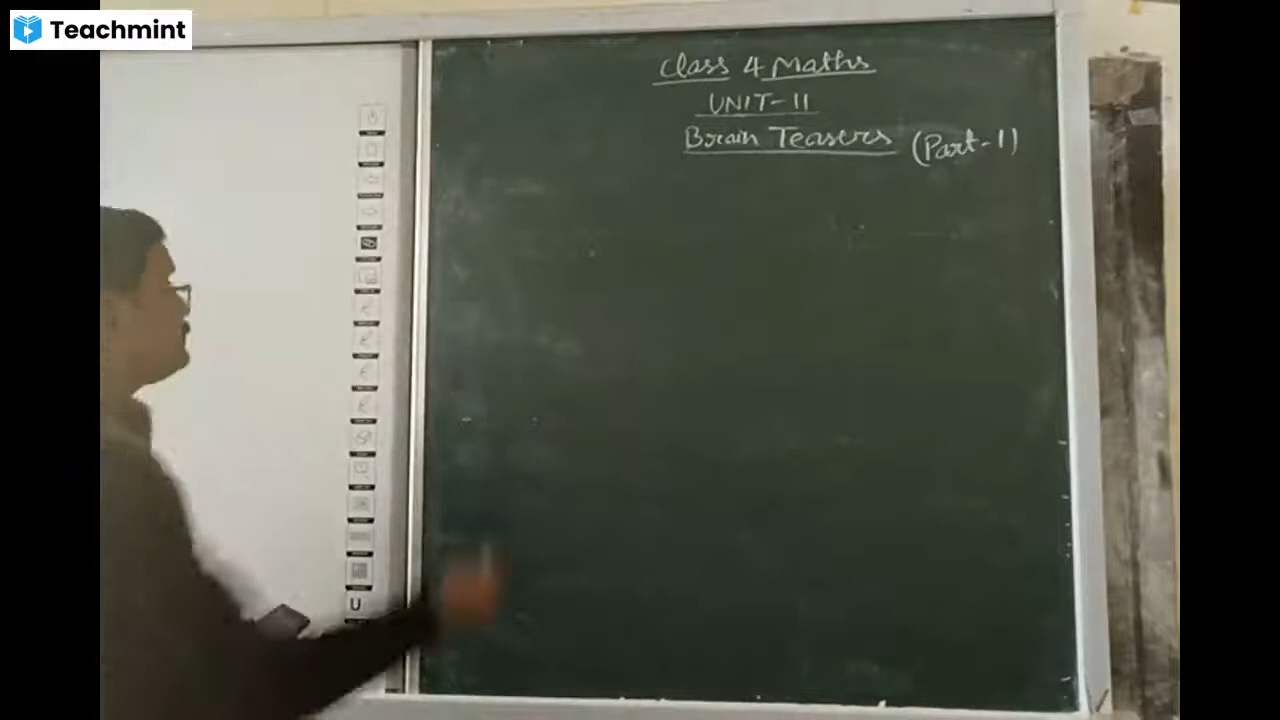 Teachmint
Class 4 Maths
UNIT-11
Brain Teasers (Part-1)
U